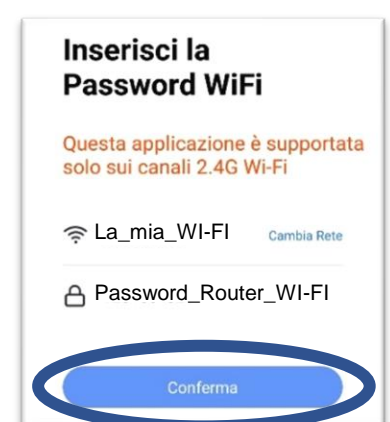 Inserisci la
Password WiFi
Questa applicazione è supportata
solo sui canali 2.4G Wi-Fi
La_mia_WI-FI Cambia Rete
Password_Router_WI-FI
Conferma